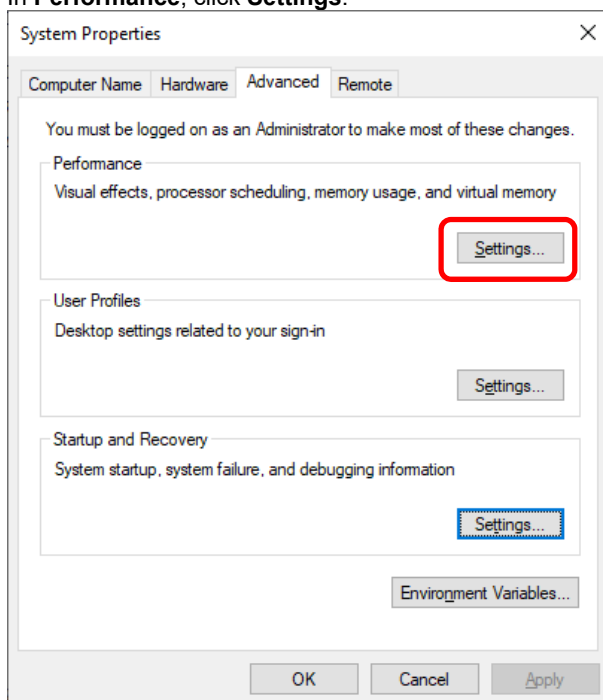 In Performance, click Settings.
System Properties
Computer Name Hardware Advanced Remote
You must be logged on as an Administrator to make most of these changes.
Performance
Visual effects, processor scheduling, memory usage, and virtual memory
Settings...
User Profiles
Desktop settings related to your sign-in
Settings...
Startup and Recovery
System startup, system failure, and debugging information
Settings...
Environment Variables...
OK Cancel Apply